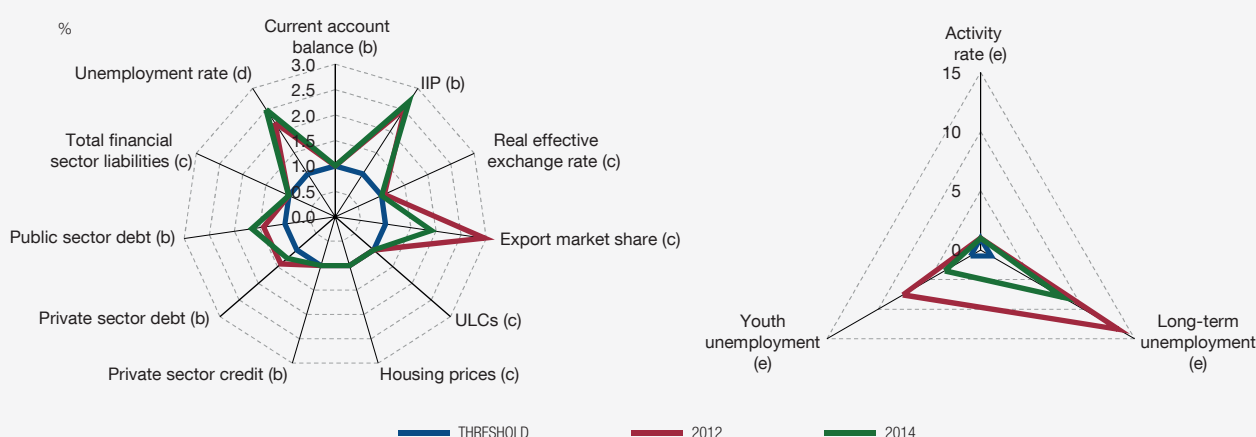 %
Current account
balance (b)
3.0
2.5
2.0
1.5
1.0
0.5
0.0
IIP (b)
Real effective
exchange rate (c)
Export market share (c)
ULCs (c)
Housing prices (c)
Private sector credit (b)
Private sector debt (b)
Public sector debt (b)
Total financial
sector liabilities (c)
Unemployment rate (d)
Activity
rate (e)
15
10
5
0
Long-term
unemployment
(e)
Youth
unemployment
(e)
THRESHOLD
2012
2014